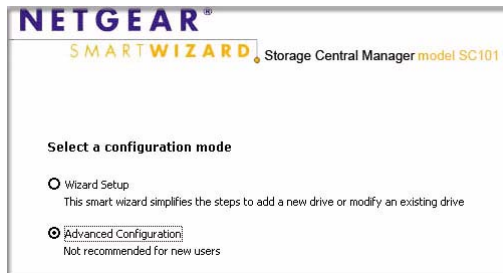 NETGEAR®
SMARTWIZARD Storage Central Manager model SC101
Select a configuration mode
Wizard Setup
This smart wizard simplifies the steps to add a new drive or modify an existing drive
Advanced Configuration
Not recommended for new users